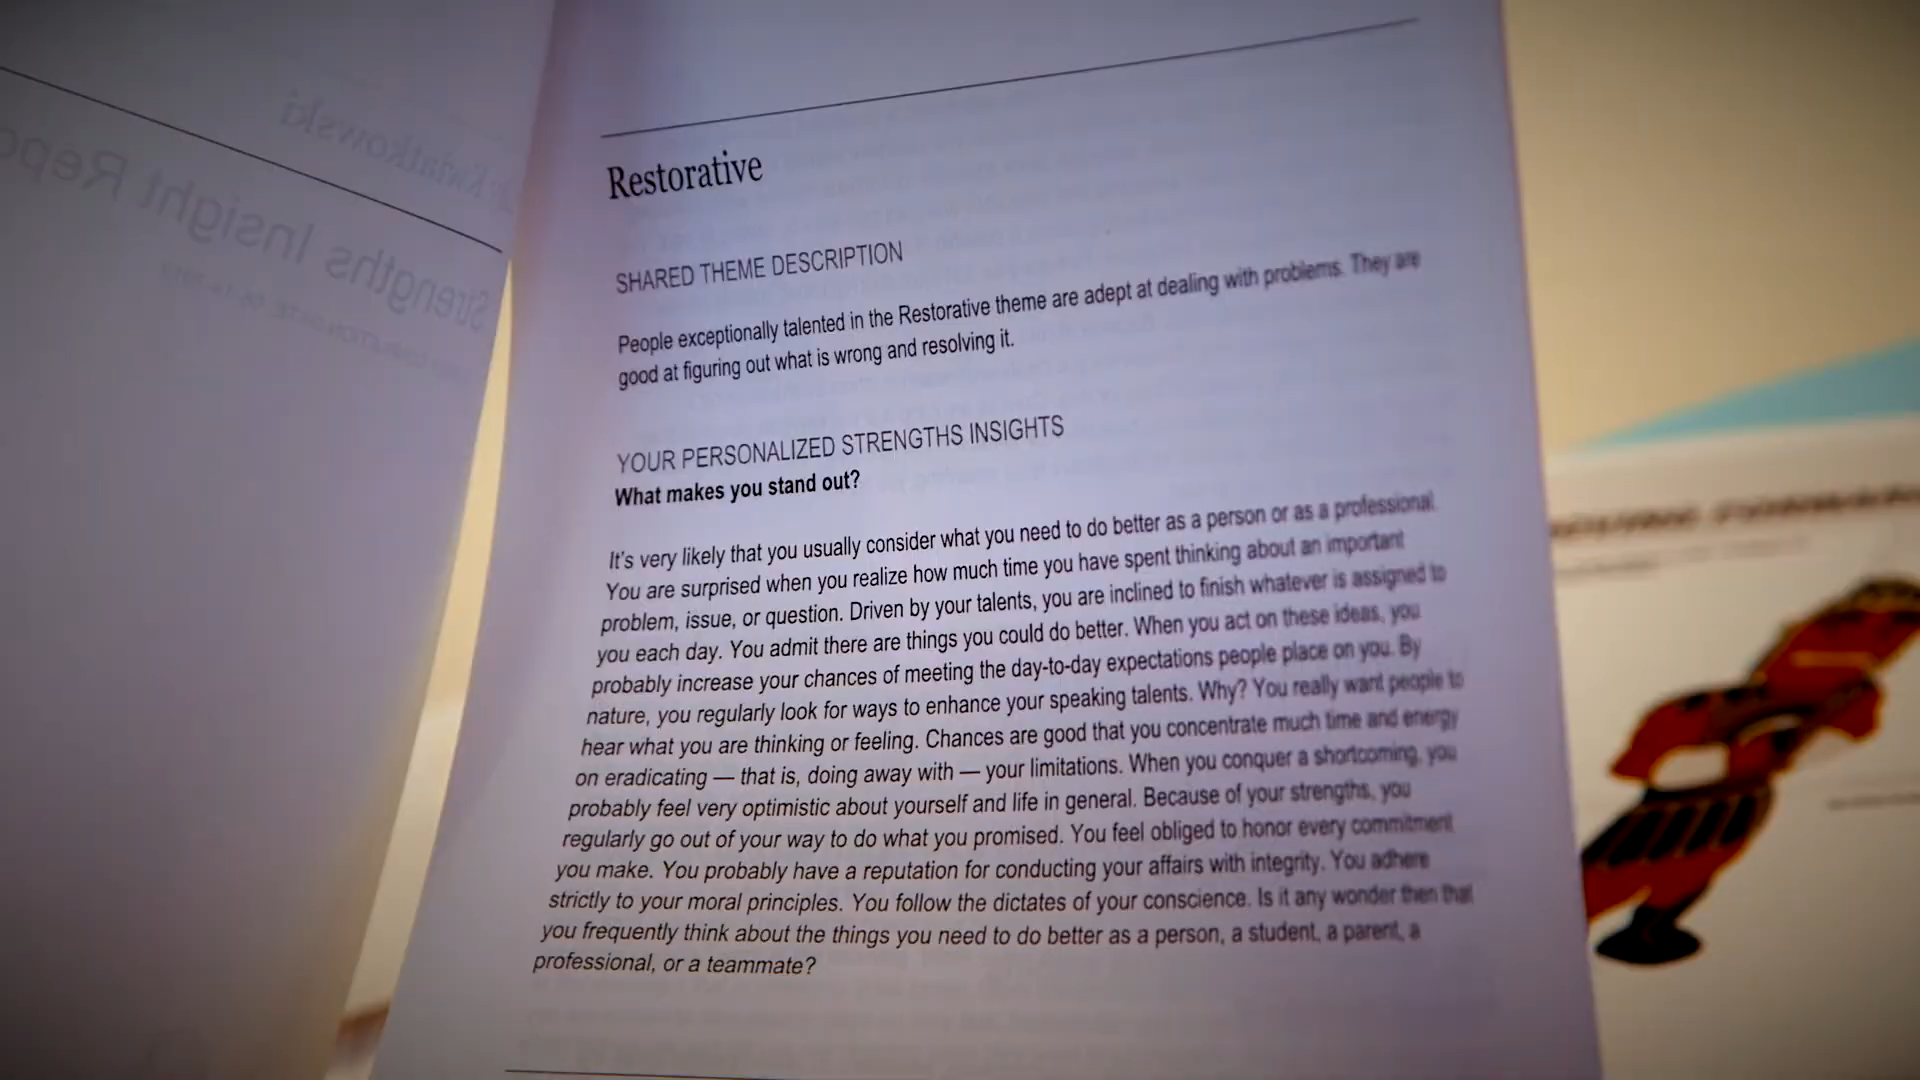 Kwiatkowski
Strengths Insight Repo
Restorative
SHARED THEME DESCRIPTION
People exceptionally talented in the Restorative theme are adept at dealing with problems. They are
good at figuring out what is wrong and resolving it.
YOUR PERSONALIZED STRENGTHS INSIGHTS
What makes you stand out?
It's very likely that you usually consider what you need to do better as a person or as a professional.
You are surprised when you realize how much time you have spent thinking about an important
problem, issue, or question. Driven by your talents, you are inclined to finish whatever is assigned to
you each day. You admit there are things you could do better. When you act on these ideas, you
probably increase your chances of meeting the day-to-day expectations people place on you. By
nature, you regularly look for ways to enhance your speaking talents. Why? You really want people to
hear what you are thinking or feeling. Chances are good that you concentrate much time and energy
on eradicating — that is, doing away with — your limitations. When you conquer a shortcoming, you
probably feel very optimistic about yourself and life in general. Because of your strengths, you
regularly go out of your way to do what you promised. You feel obliged to honor every commitment
you make. You probably have a reputation for conducting your affairs with integrity. You adhere
strictly to your moral principles. You follow the dictates of your conscience. Is it any wonder then that
you frequently think about the things you need to do better as a person, a student, a parent, a
professional, or a teammate?